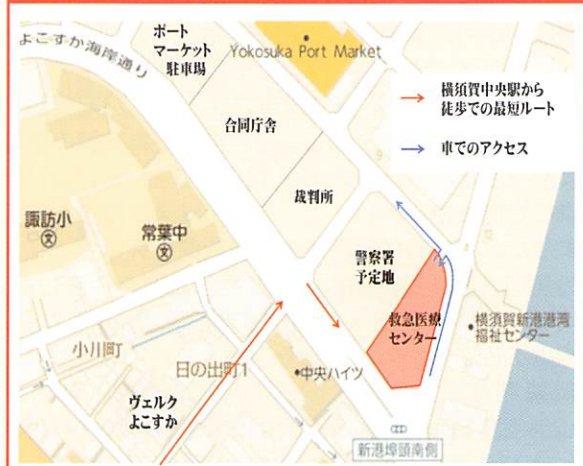 よこすか海岸通り
ポート
マーケット
駐車場
Yokosuka Port Market
横須賀中央駅から
徒歩での最短ルート
車でのアクセス
合同庁舎
裁判所
諏訪小
文
常葉中
文
警察署
予定地
救急医療
センター
横須賀新港港湾
福祉センター
小川町
日の出町1
中央ハイツ
ヴェルク
よこすか
新港埠頭南側